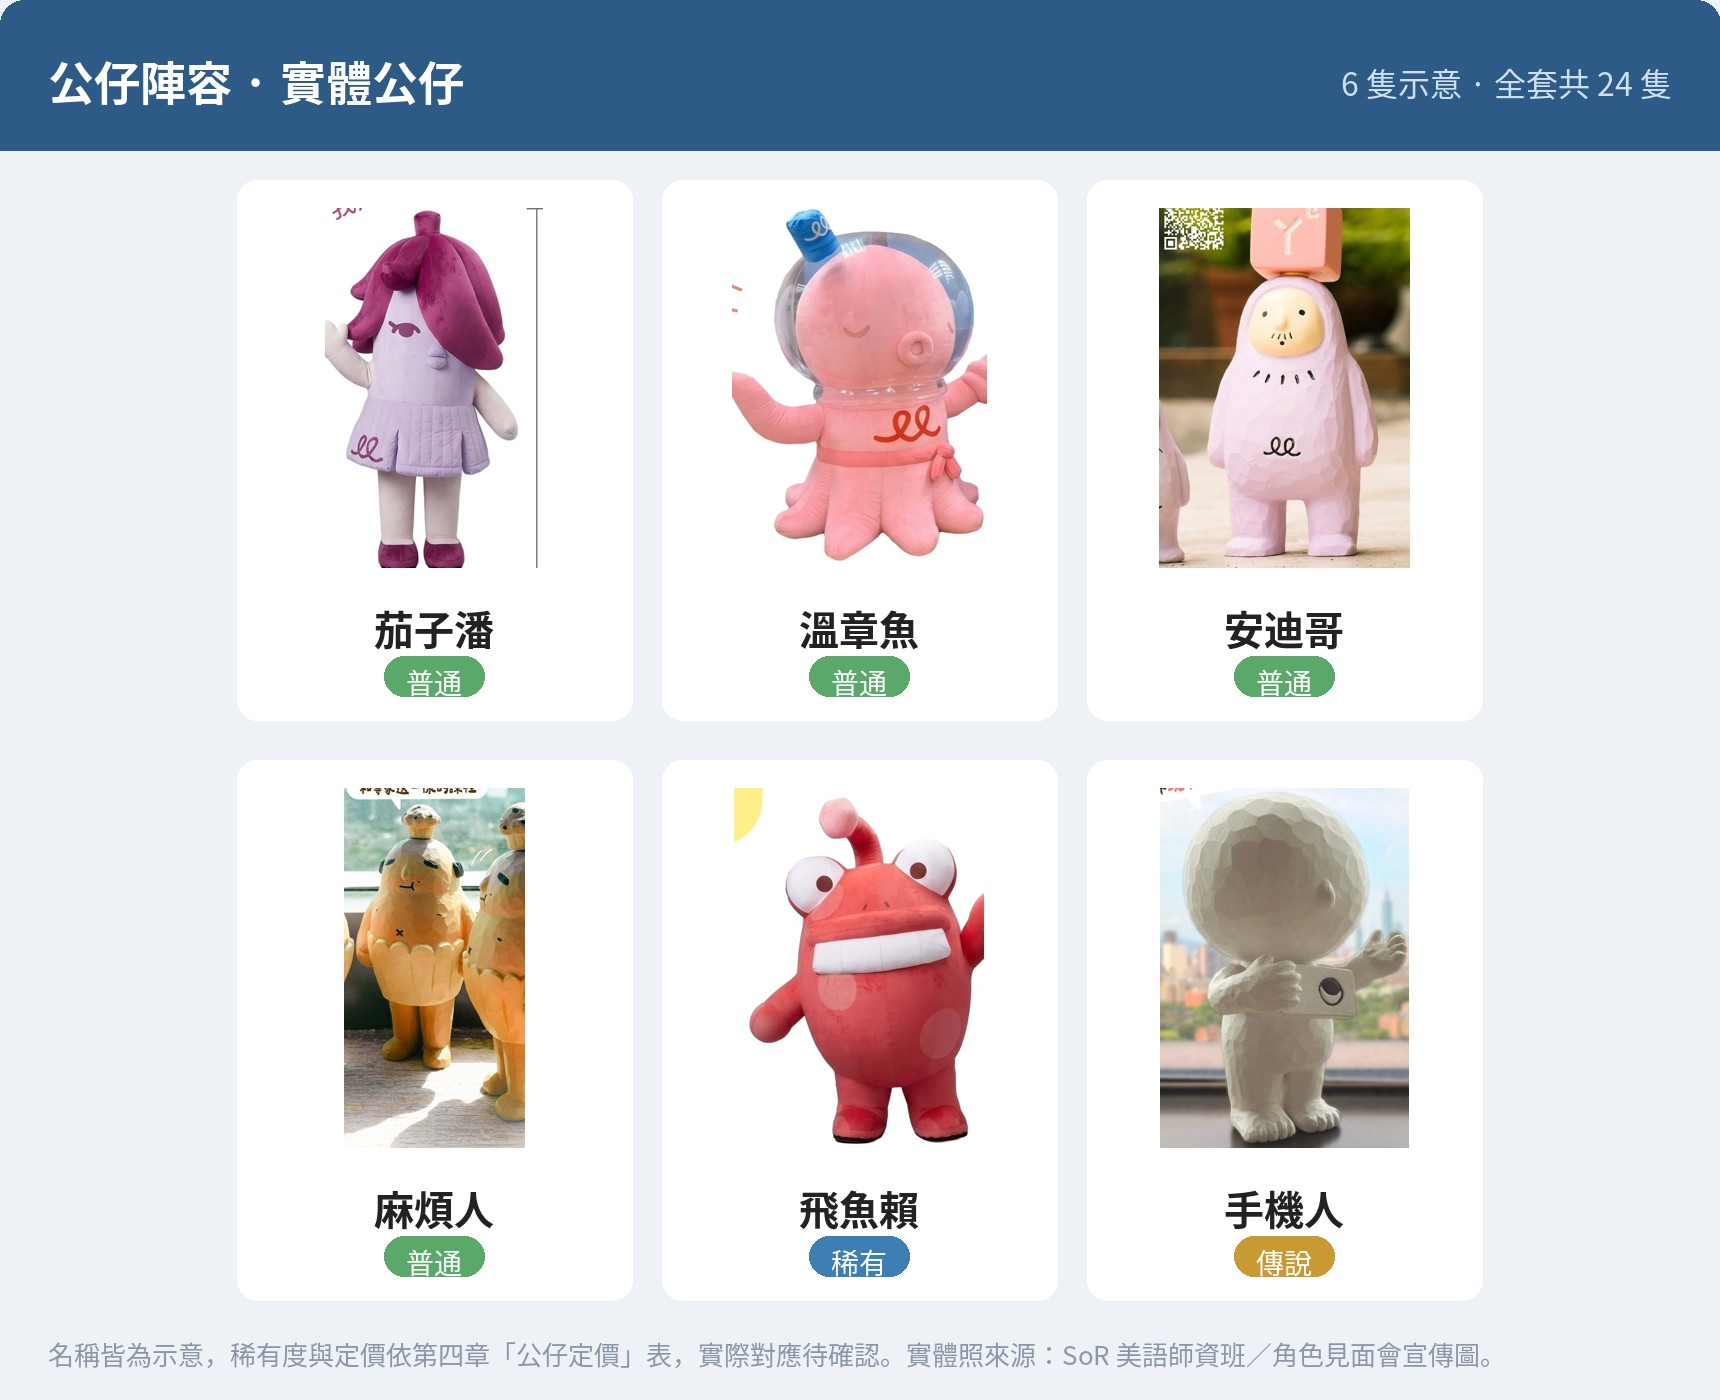 公仔陣容·實體公仔
6 隻示意·全套共 24 隻
Y
茄子潘
普通
溫章魚
普通
安迪哥
普通
麻煩人
普通
飛魚賴
稀有
手機人
傳說
名稱皆為示意，稀有度與定價依第四章「公仔定價」表，實際對應待確認。實體照來源：SoR 美語師資班／角色見面會宣傳圖。